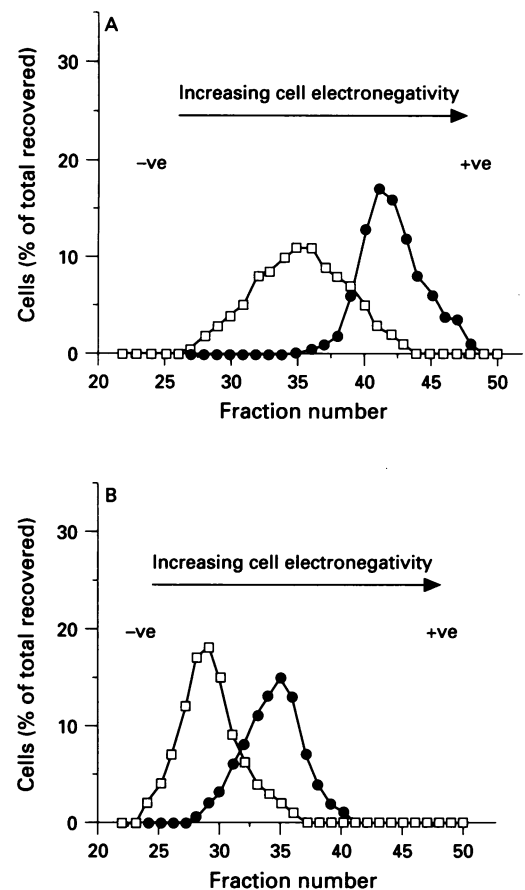 A
30
20
10
0
Cells (% of total recovered)
Increasing cell electronegativity
–ve
+ve
20 25 30 35 40 45 50
Fraction number
B
30
20
10
0
Cells (% of total recovered)
Increasing cell electronegativity
–ve
+ve
20 25 30 35 40 45 50
Fraction number